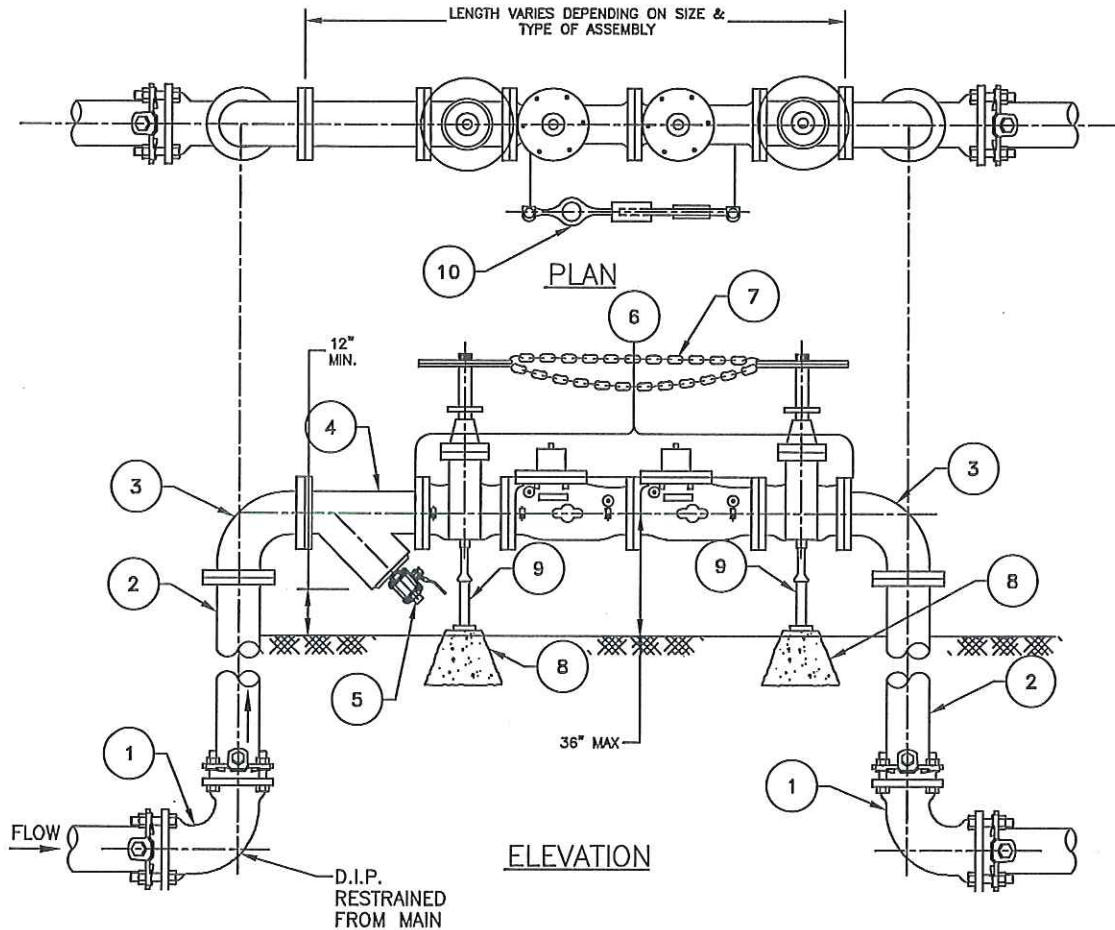 LENGTH VARIES DEPENDING ON SIZE &
TYPE OF ASSEMBLY
10
PLAN
7
6
12"
MIN.
4
3
3
2
9
9
8
8
5
2
36" MAX
1
1
FLOW
ELEVATION
D.I.P.
RESTRAINED
FROM MAIN